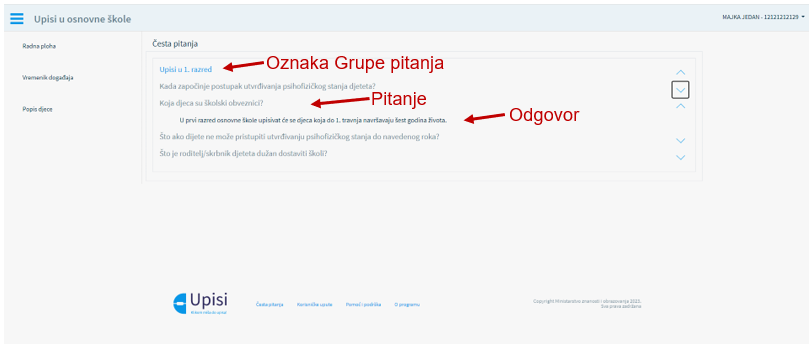 Upisi u osnovne škole
MAJKA JEDAN - 12121212129
Radna ploha
Vremenik događaja
Popis djece
Česta pitanja
Upisi u 1. razred
Oznaka Grupe pitanja
Kada započinje postupak utvrđivanja psihofizičkog stanja djeteta?
Koja djeca su školski obveznici?
Pitanje
U prvi razred osnovne škole upisivat će se djeca koja do 1. travnja navršavaju šest godina života.
Odgovor
Što ako dijete ne može pristupiti utvrđivanju psihofizičkog stanja do navedenog roka?
Što je roditelj/skrbnik djeteta dužan dostaviti školi?
Upisi
Česta pitanja
Korisničke upute
Pomoć i podrška
O programu
Copyright Ministarstvo znanosti i obrazovanja
Sva prava zadržana